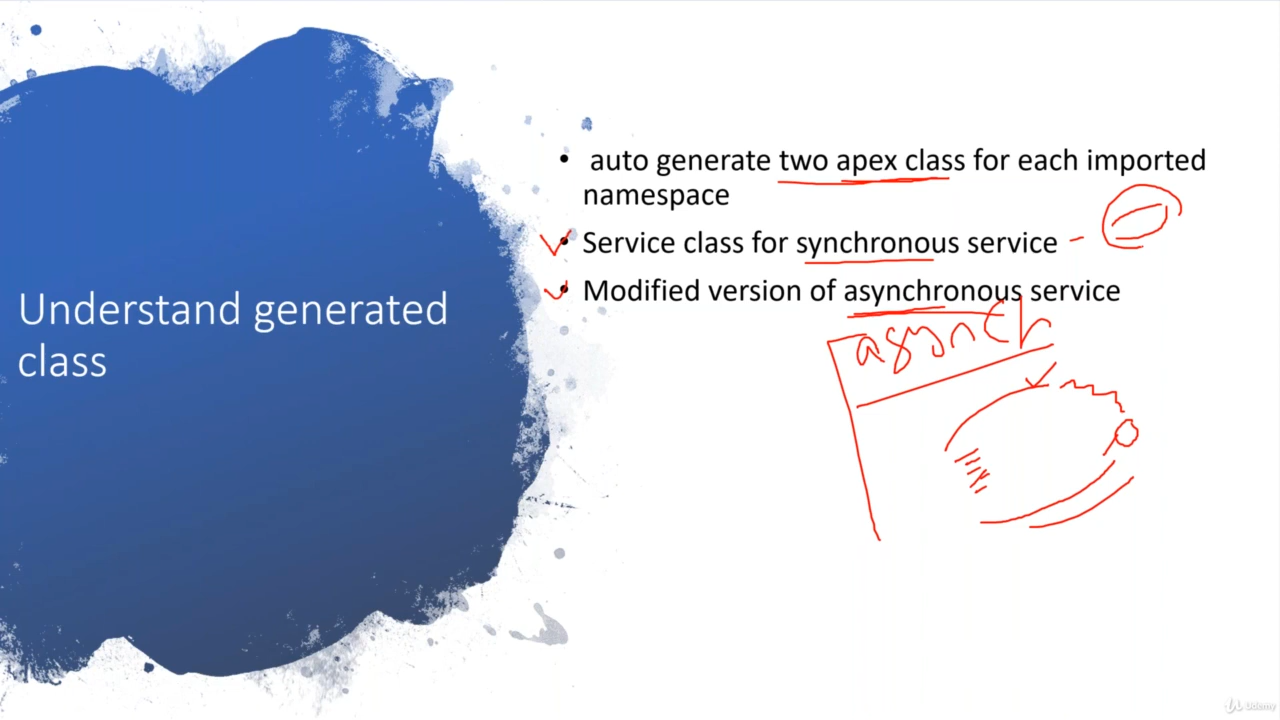 Understand generated
class
• auto generate two apex class for each imported
namespace
• Service class for synchronous service
• Modified version of asynchronous service
asynch
Udemy